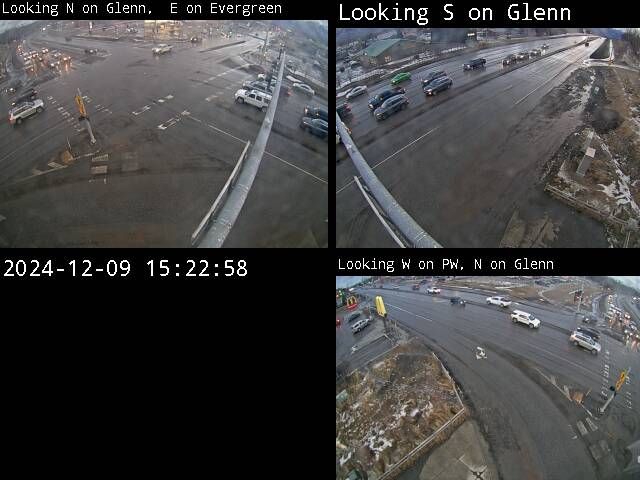 Looking N on Glenn,  E on Evergreen
Looking S on Glenn
2024-12-09 15:22:58
Looking W on PW, N on Glenn